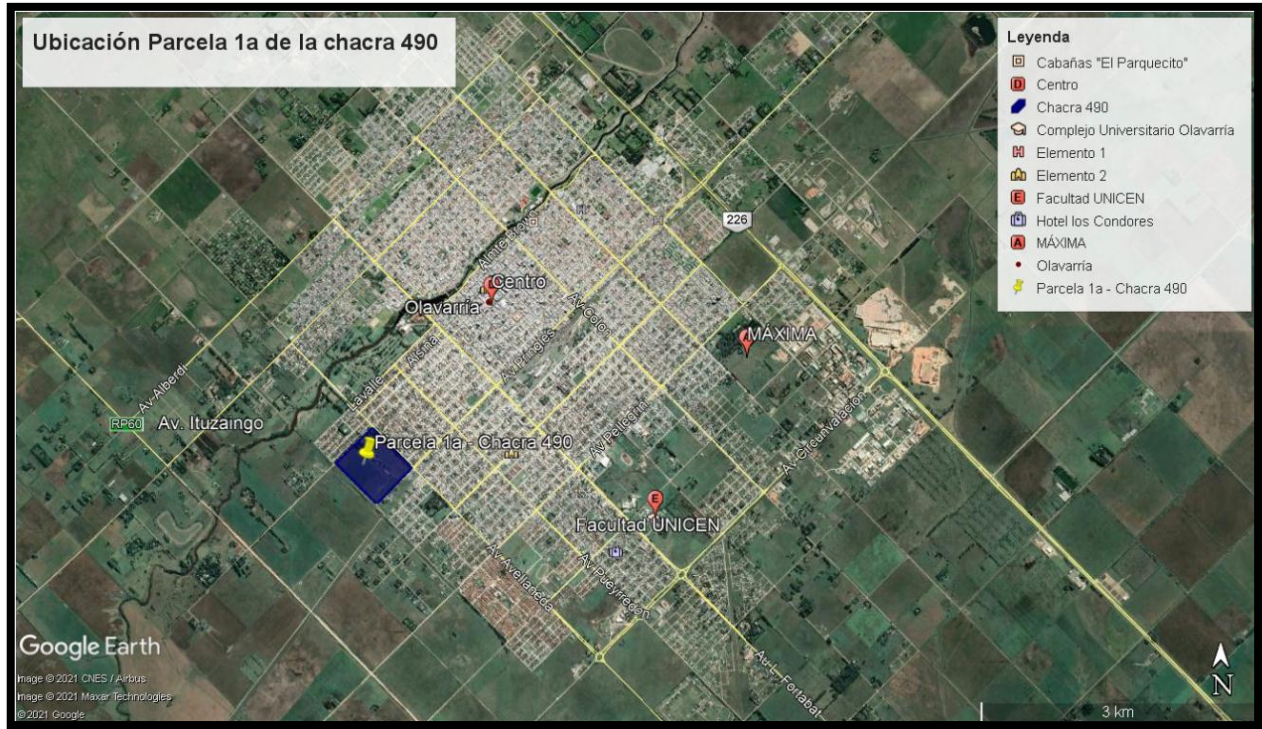 Ubicación Parcela 1a de la chacra 490
Leyenda
Cabañas "El Parquecito"
D Centro
Chacra 490
Complejo Universitario Olavarría
H Elemento 1
Elemento 2
E Facultad UNICEN
Hotel los Condores
A MÁXIMA
Olavarría
Parcela 1a - Chacra 490
226
Centro
Olavarría
Av Colon
MÁXIMA
Alsina
Lavalle
Av Alberdi
RP60
Av. Ituzaingo
Parcela 1a - Chacra 490
Av Pellegrini
Av Circunvalación
E
Facultad UNICEN
Av Avellaneda
Av Pueyrredon
Av L. Fortabat
Google Earth
Image © 2021 CNES / Airbus
Image © 2021 Maxar Technologies
© 2021 Google
N
3 km